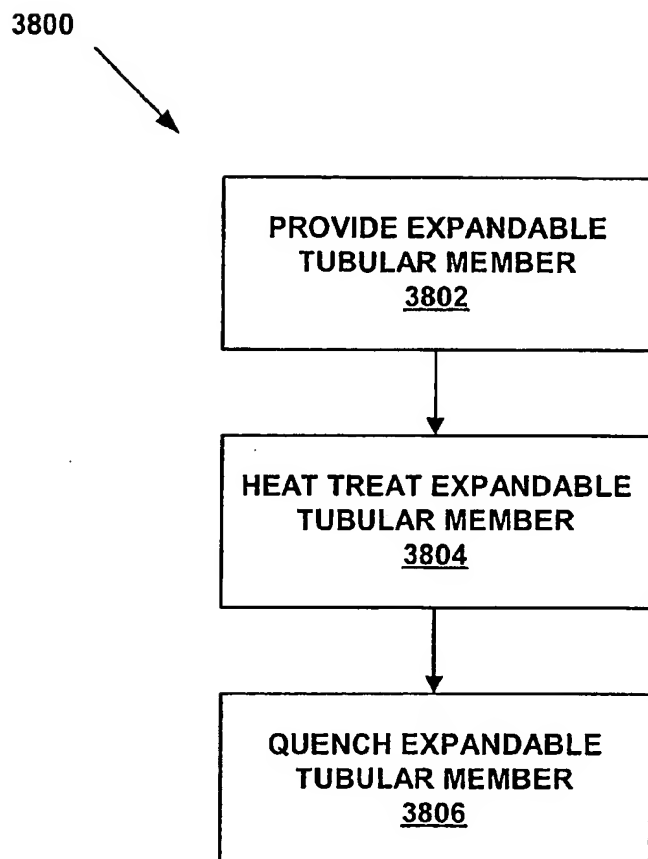 3800
PROVIDE EXPANDABLE
TUBULAR MEMBER
3802
HEAT TREAT EXPANDABLE
TUBULAR MEMBER
3804
QUENCH EXPANDABLE
TUBULAR MEMBER
3806